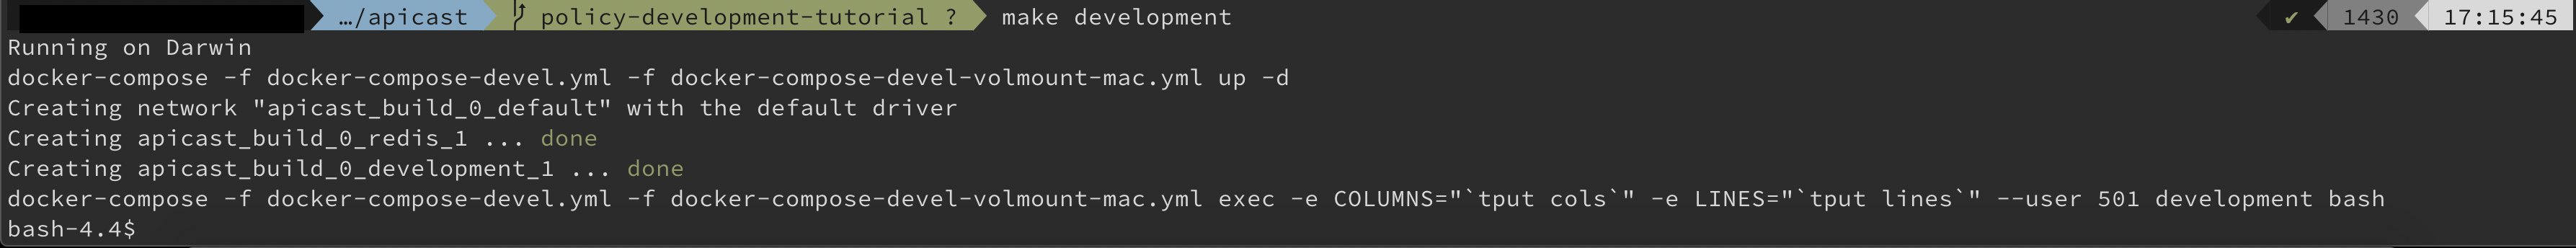 …/apicast policy-development-tutorial ? make development ✔ 1430 17:15:45
Running on Darwin
docker-compose -f docker-compose-devel.yml -f docker-compose-devel-volmount-mac.yml up -d
Creating network "apicast_build_0_default" with the default driver
Creating apicast_build_0_redis_1 ... done
Creating apicast_build_0_development_1 ... done
docker-compose -f docker-compose-devel.yml -f docker-compose-devel-volmount-mac.yml exec -e COLUMNS="`tput cols`" -e LINES="`tput lines`" --user 501 development bash
bash-4.4$